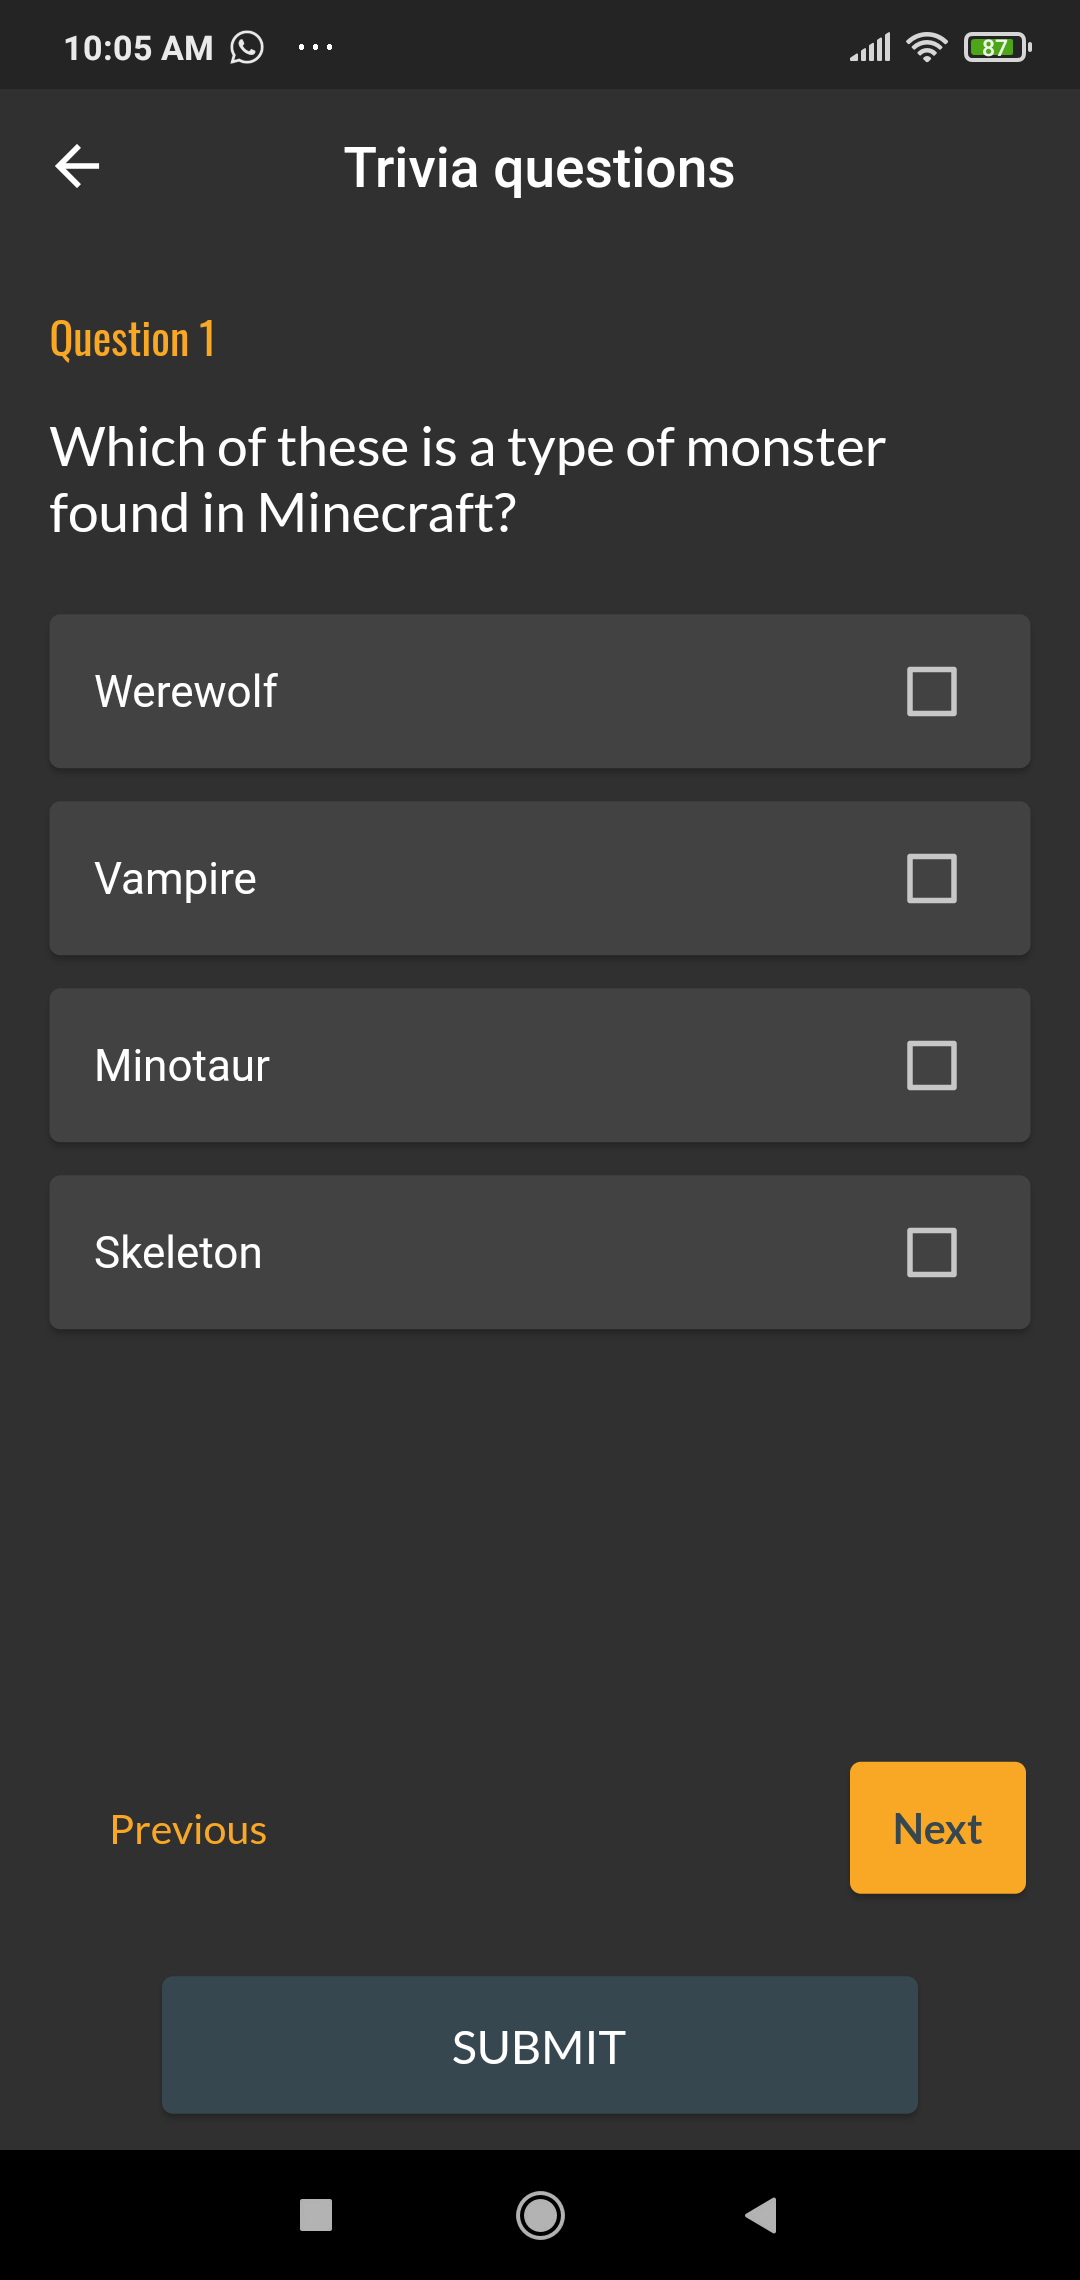 10:05 AM
87
Trivia questions
Question 1
Which of these is a type of monster
found in Minecraft?
Werewolf
Vampire
Minotaur
Skeleton
Previous
Next
SUBMIT